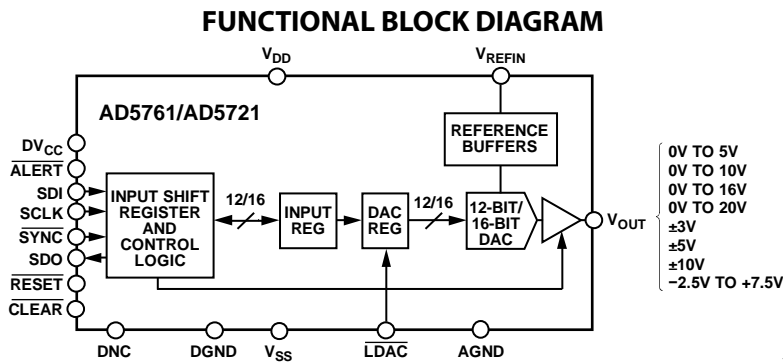 FUNCTIONAL BLOCK DIAGRAM
VDD
VREFIN
AD5761/AD5721
REFERENCE
BUFFERS
DVCC
ALERT
SDI
SCLK
SYNC
SDO
RESET
CLEAR
INPUT SHIFT
REGISTER
AND
CONTROL
LOGIC
12/16
INPUT
REG
DAC
REG
12/16
12-BIT/
16-BIT
DAC
VOUT
0V TO 5V
0V TO 10V
0V TO 16V
0V TO 20V
±3V
±5V
±10V
−2.5V TO +7.5V
DNC
DGND
VSS
LDAC
AGND